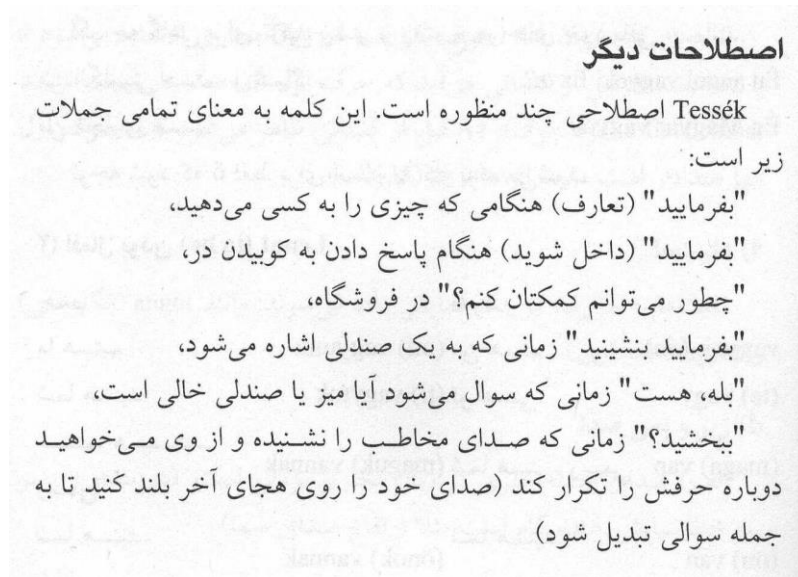 اصطلاحات دیگر
Tessék اصطلاحی چند منظوره است. این کلمه به معنای تمامی جملات
زیر است:
"بفرمایید" (تعارف) هنگامی که چیزی را به کسی می‌دهید،
"بفرمایید" (داخل شوید) هنگام پاسخ دادن به کوبیدن در،
"چطور می‌توانم کمکتان کنم؟" در فروشگاه،
"بفرمایید، بنشینید" زمانی که به یک صندلی اشاره می‌شود،
"بله، هست" زمانی که سوال می‌شود آیا میز یا صندلی خالی است،
"ببخشید؟" زمانی که صدای مخاطب را نشنیده و از وی می‌خواهید
دوباره حرفش را تکرار کند (صدای خود را روی هجای آخر بلند کنید تا به
جمله سوالی تبدیل شود)